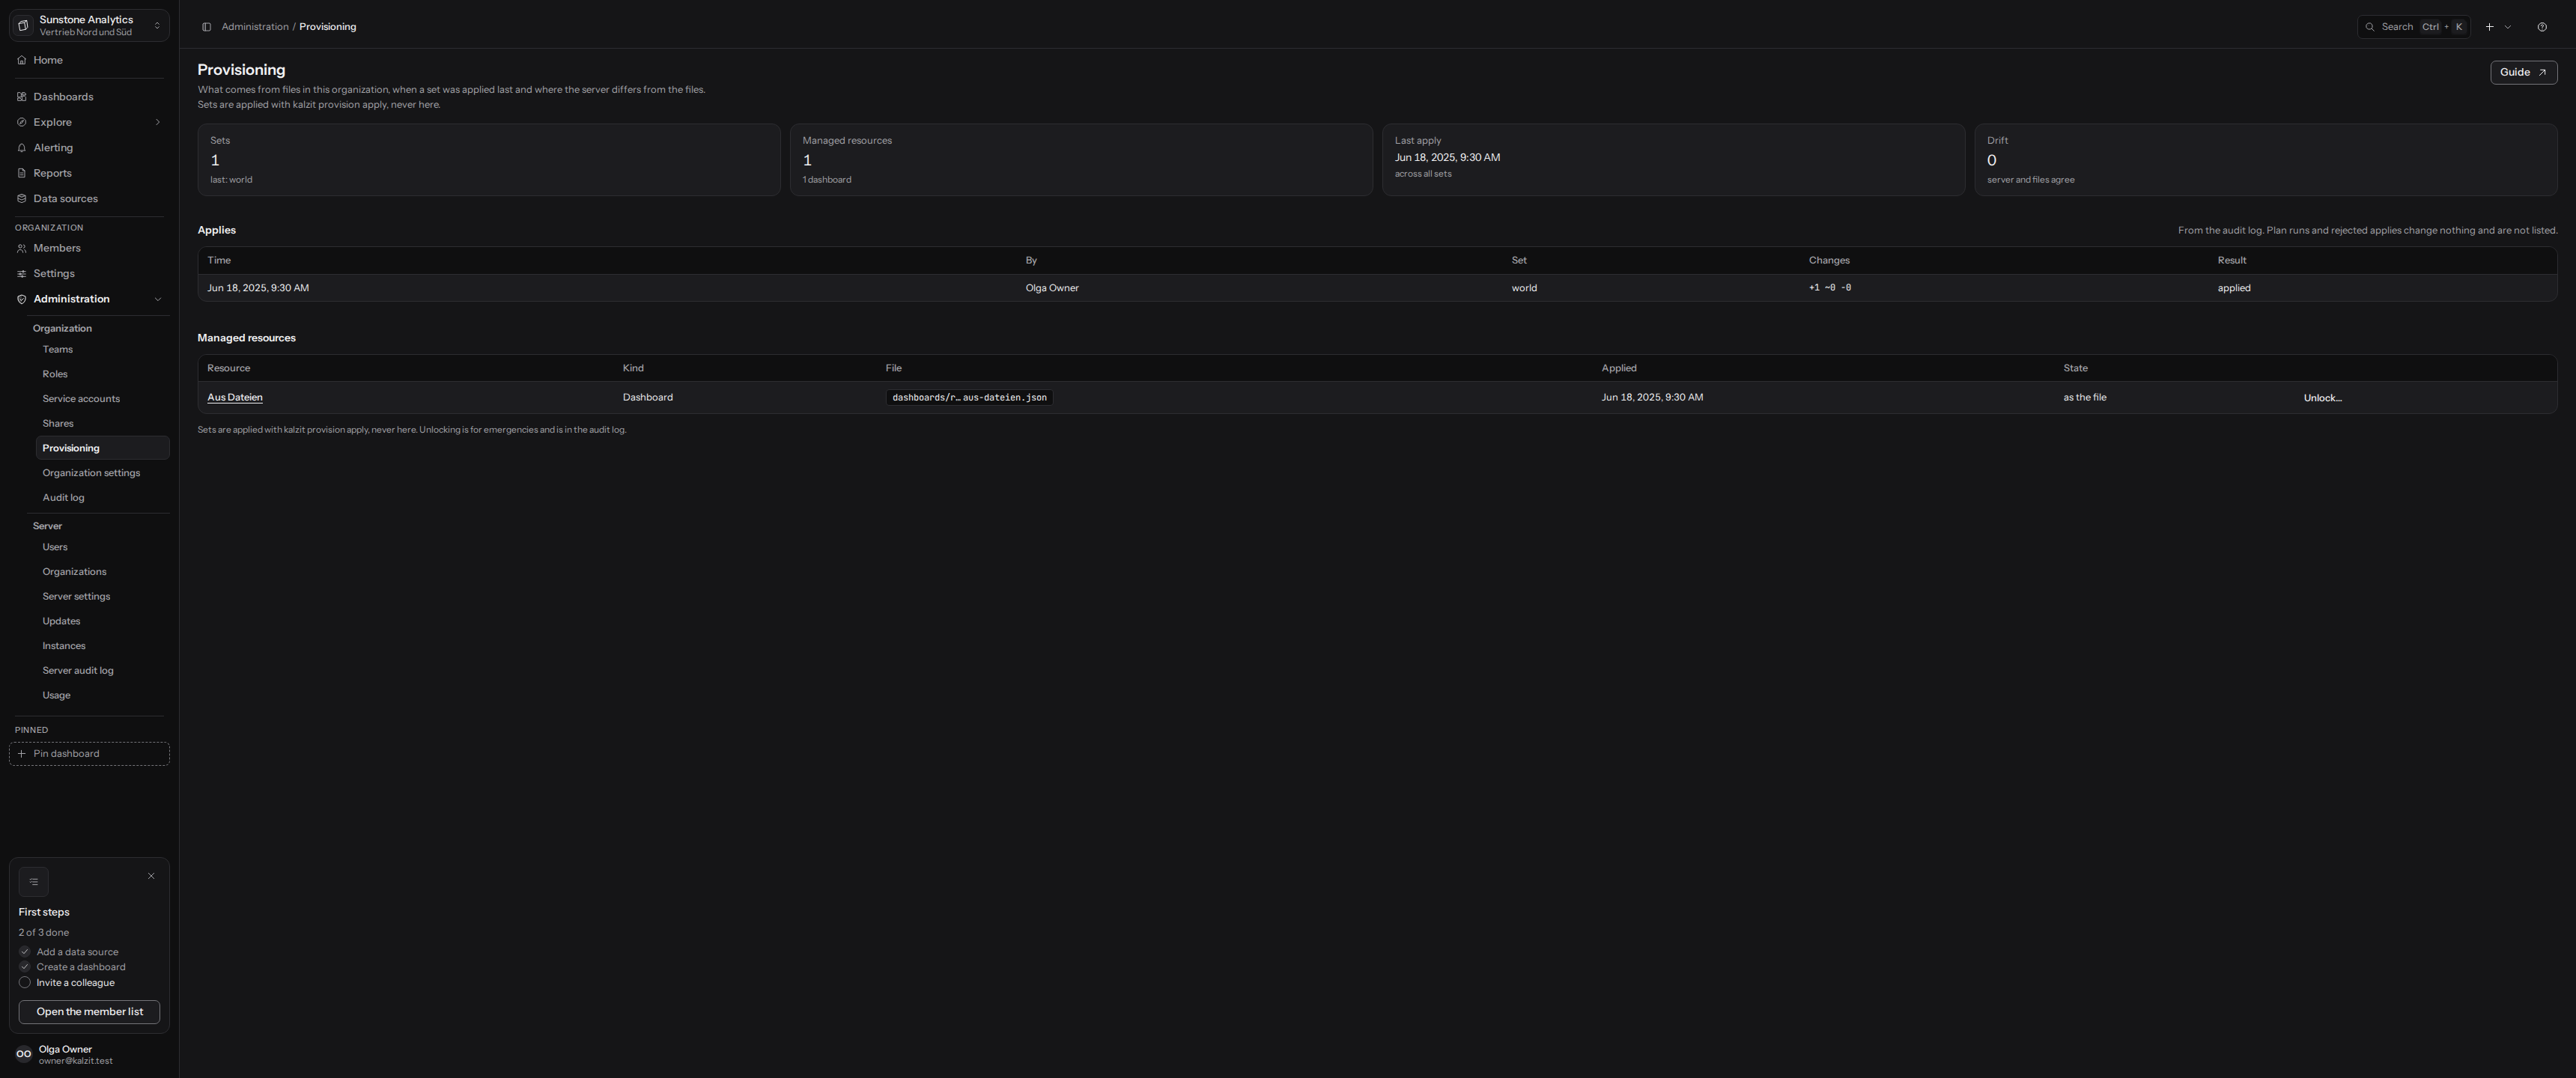 Sunstone Analytics
Vertrieb Nord und Süd
Home
Dashboards
Explore
Alerting
Reports
Data sources
ORGANIZATION
Members
Settings
Administration
Organization
Teams
Roles
Service accounts
Shares
Provisioning
Organization settings
Audit log
Server
Users
Organizations
Server settings
Updates
Instances
Server audit log
Usage
PINNED
Pin dashboard
First steps
2 of 3 done
Add a data source
Create a dashboard
Invite a colleague
Open the member list
OO
Olga Owner
owner@kalzit.test
Administration / Provisioning
Search Ctrl + K
Provisioning
What comes from files in this organization, when a set was applied last and where the server differs from the files.
Sets are applied with kalzit provision apply, never here.
Guide
Sets
1
last: world
Managed resources
1
1 dashboard
Last apply
Jun 18, 2025, 9:30 AM
across all sets
Drift
0
server and files agree
Applies
From the audit log. Plan runs and rejected applies change nothing and are not listed.
Time By Set Changes Result
Jun 18, 2025, 9:30 AM Olga Owner world +1 ~0 -0 applied
Managed resources
Resource Kind File Applied State
Aus Dateien Dashboard dashboards/r…aus-dateien.json Jun 18, 2025, 9:30 AM as the file Unlock…
Sets are applied with kalzit provision apply, never here. Unlocking is for emergencies and is in the audit log.